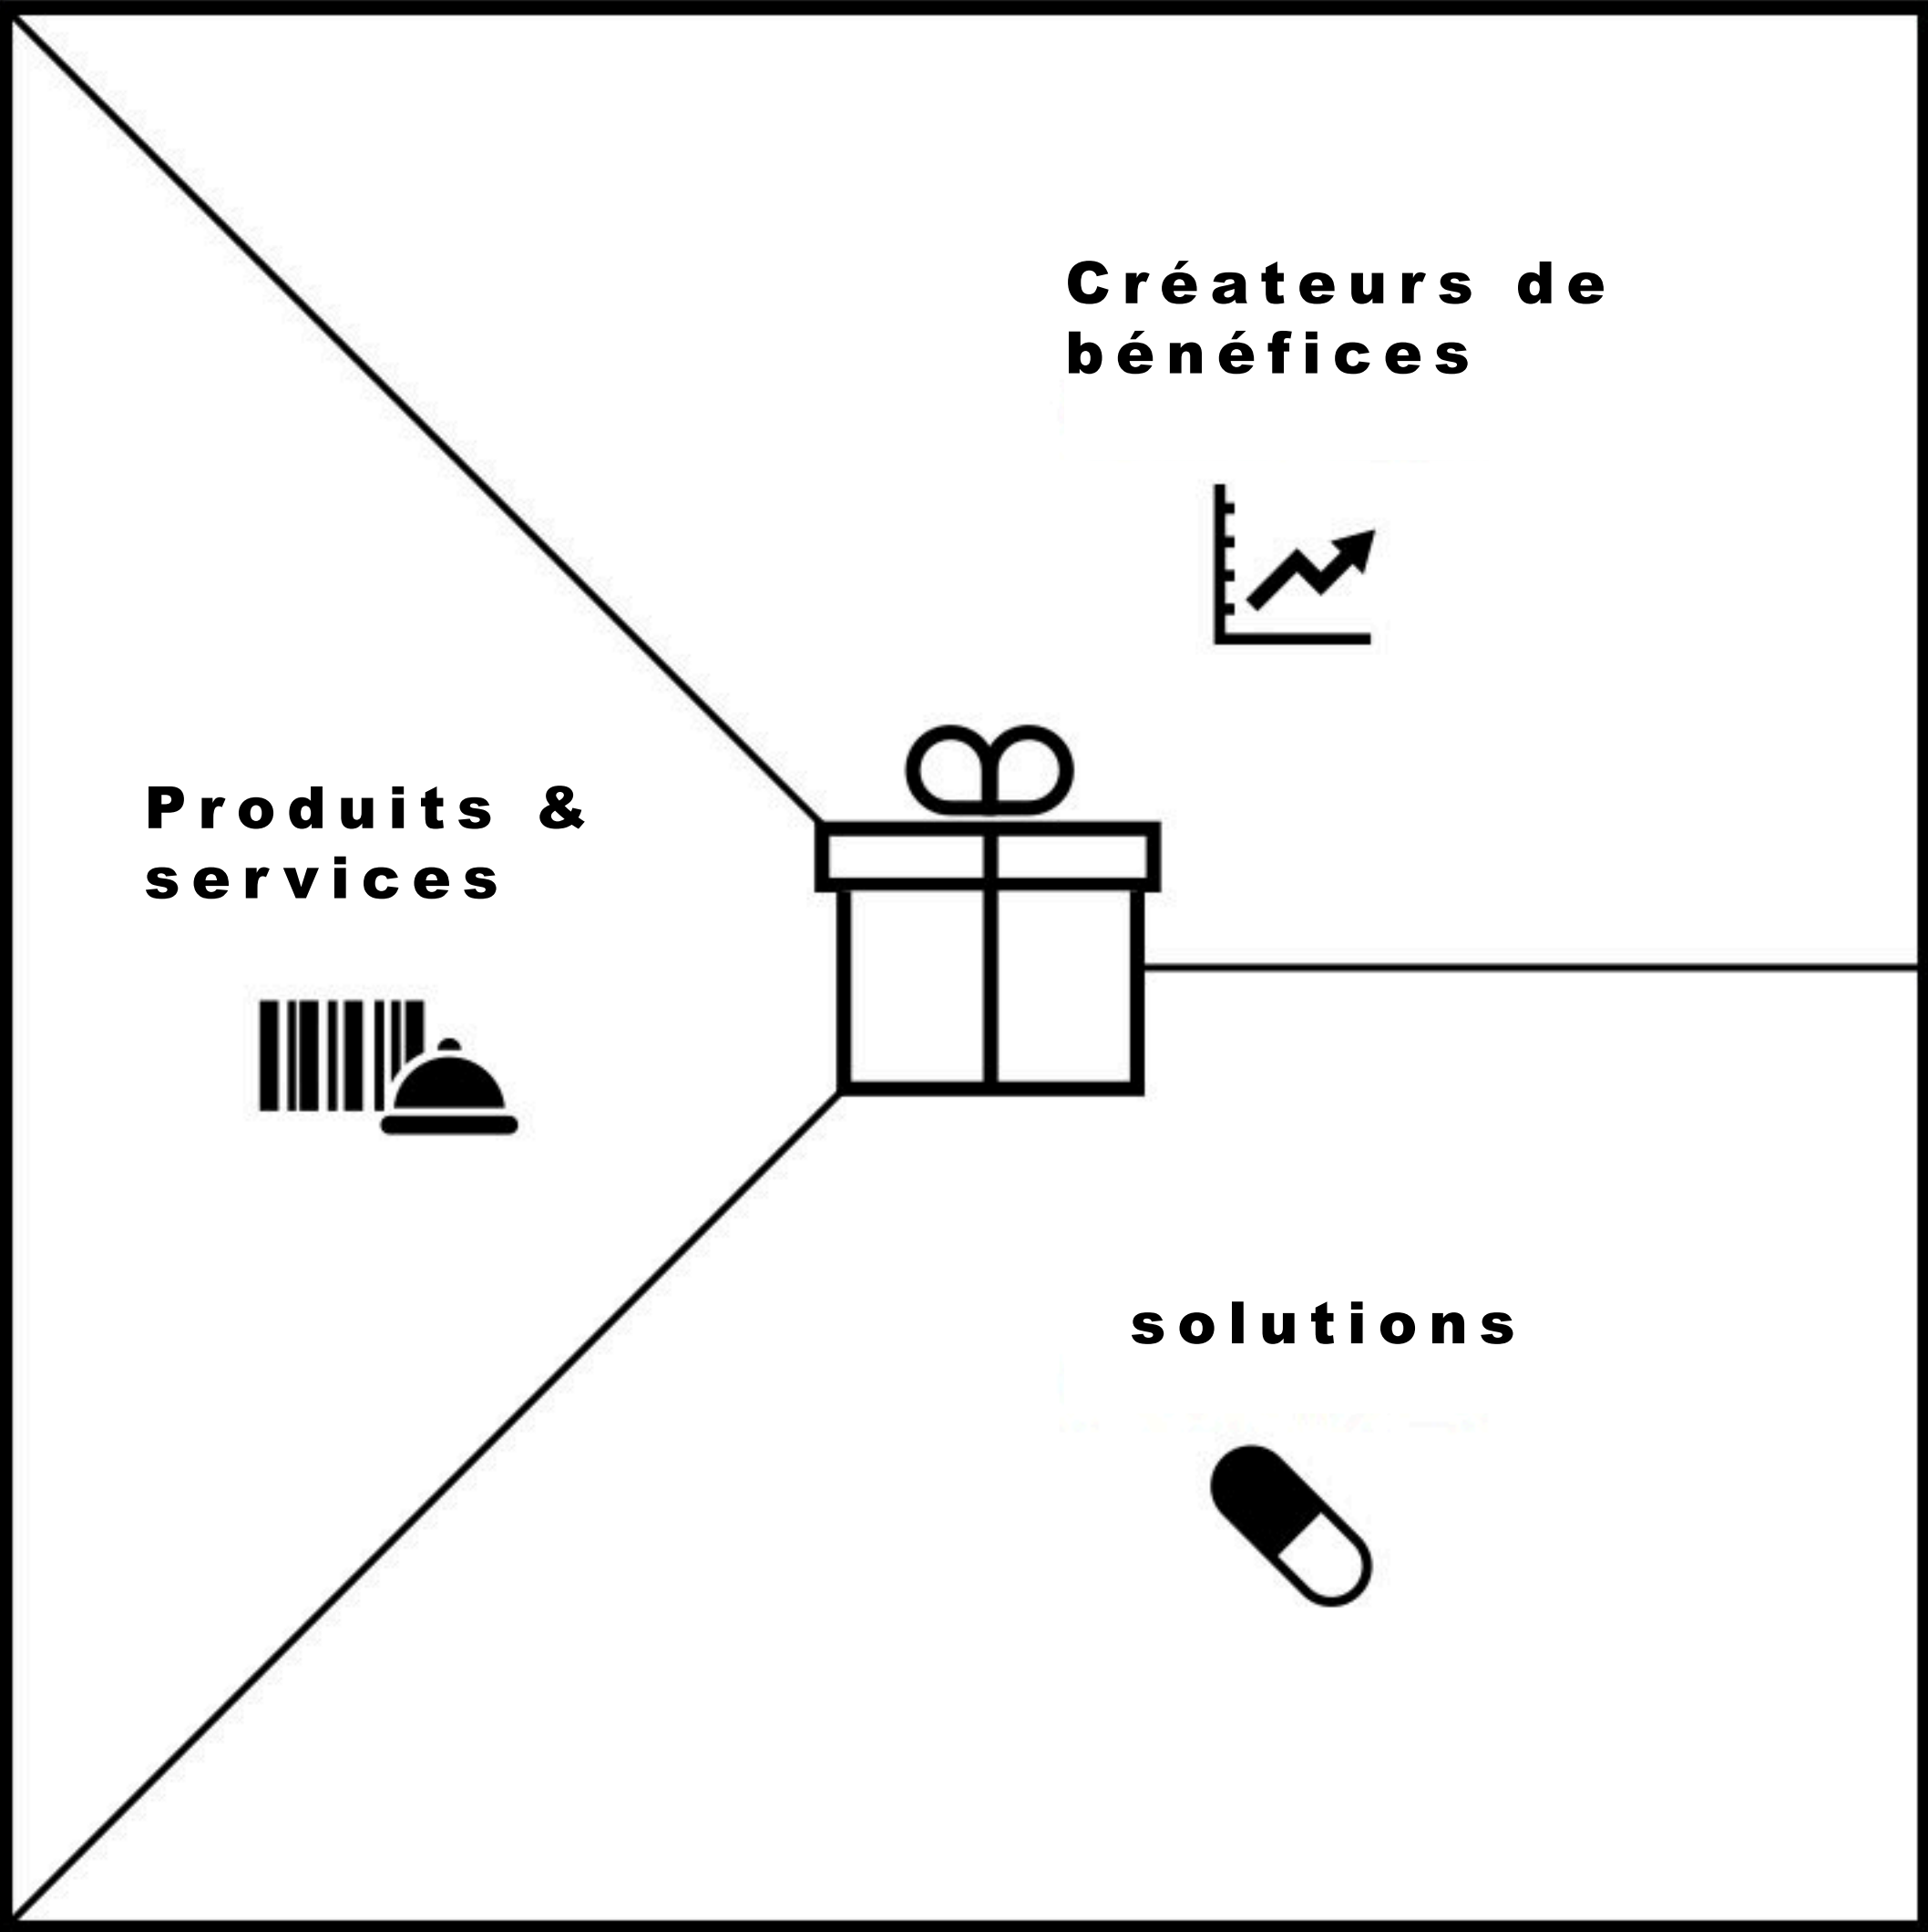 Créateurs de
bénéfices
Produits &
services
solutions